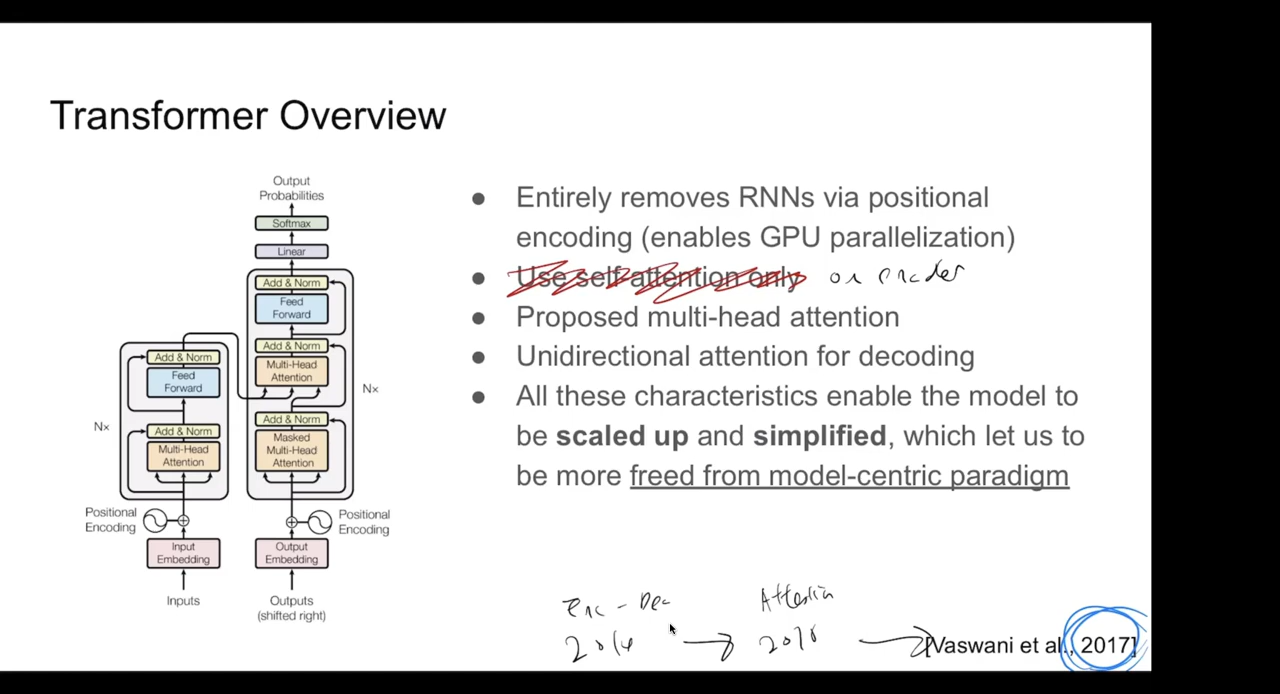 Transformer Overview
Output
Probabilities
Softmax
Linear
Add & Norm
Feed
Forward
Add & Norm
Multi-Head
Attention
Add & Norm
Masked
Multi-Head
Attention
Nx
Add & Norm
Feed
Forward
Add & Norm
Multi-Head
Attention
Nx
Positional
Encoding
Positional
Encoding
Input
Embedding
Output
Embedding
Inputs
Outputs
(shifted right)
● Entirely removes RNNs via positional
encoding (enables GPU parallelization)
● Use self-attention only on encoder
● Proposed multi-head attention
● Unidirectional attention for decoding
● All these characteristics enable the model to
be scaled up and simplified, which let us to
be more freed from model-centric paradigm
Enc - Dec
Attention
2014
[Vaswani et al., 2017]